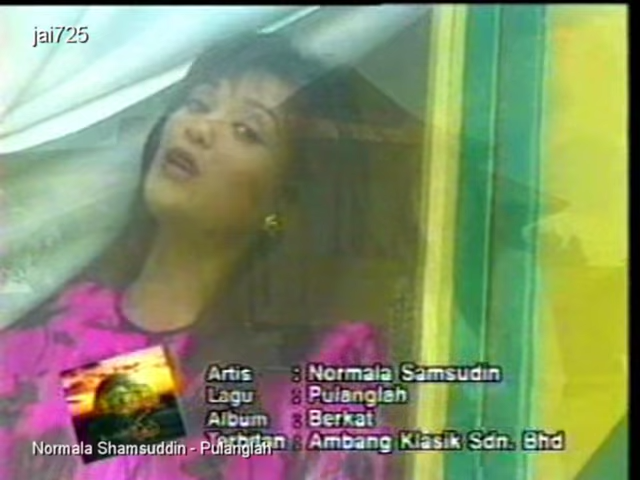 jai725
Artis : Normala Samsudin
Lagu : Pulanglah
Album : Berkat
Terbitan : Ambang Klasik Sdn. Bhd
Normala Shamsuddin - Pulanglah